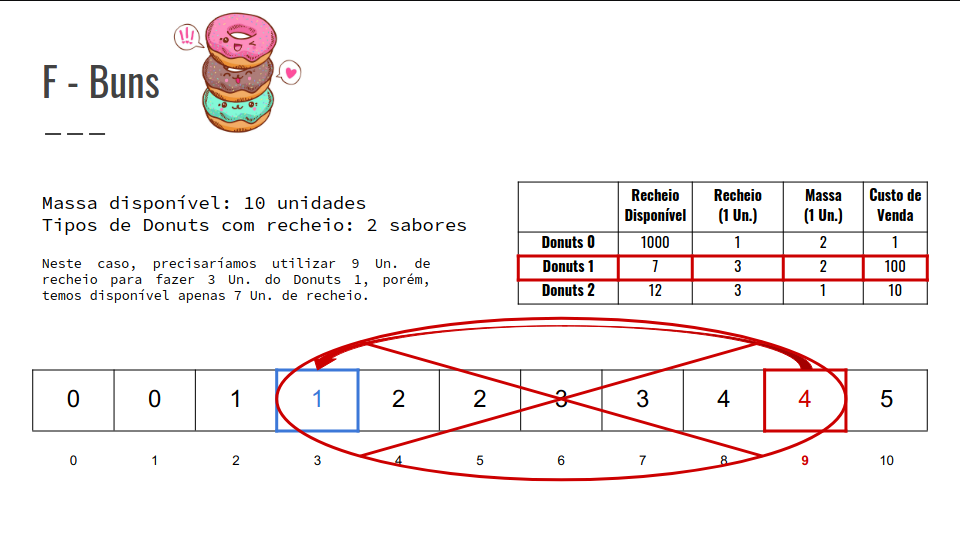 !!!
F - Buns
Massa disponível: 10 unidades
Tipos de Donuts com recheio: 2 sabores
Neste caso, precisaríamos utilizar 9 Un. de
recheio para fazer 3 Un. do Donuts 1, porém,
temos disponível apenas 7 Un. de recheio.
Recheio Disponível Recheio (1 Un.) Massa (1 Un.) Custo de Venda
Donuts 0 1000 1 2 1
Donuts 1 7 3 2 100
Donuts 2 12 3 1 10
0 0 1 1 2 2 3 3 4 4 5
0 1 2 3 4 5 6 7 8 9 10